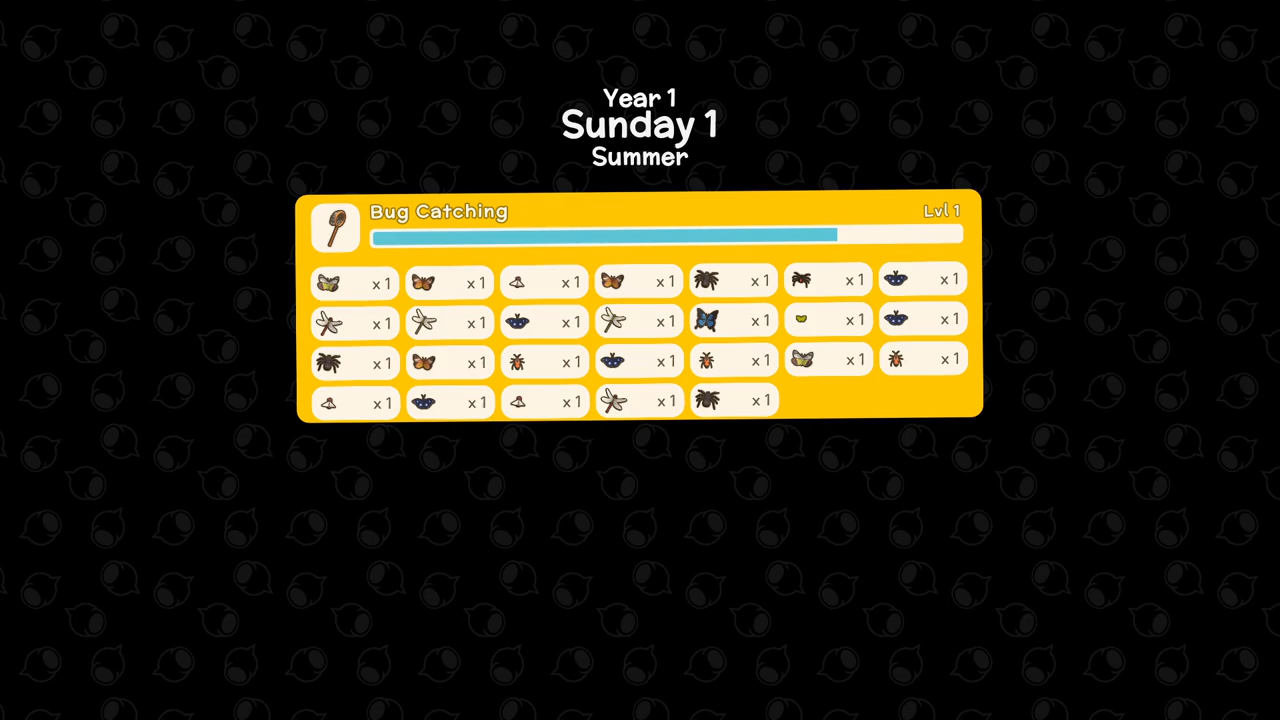 Year 1
Sunday 1
Summer
Bug Catching Lvl 1
x 1 x 1 x 1 x 1 x 1 x 1 x 1
x 1 x 1 x 1 x 1 x 1 x 1 x 1
x 1 x 1 x 1 x 1 x 1 x 1 x 1
x 1 x 1 x 1 x 1 x 1